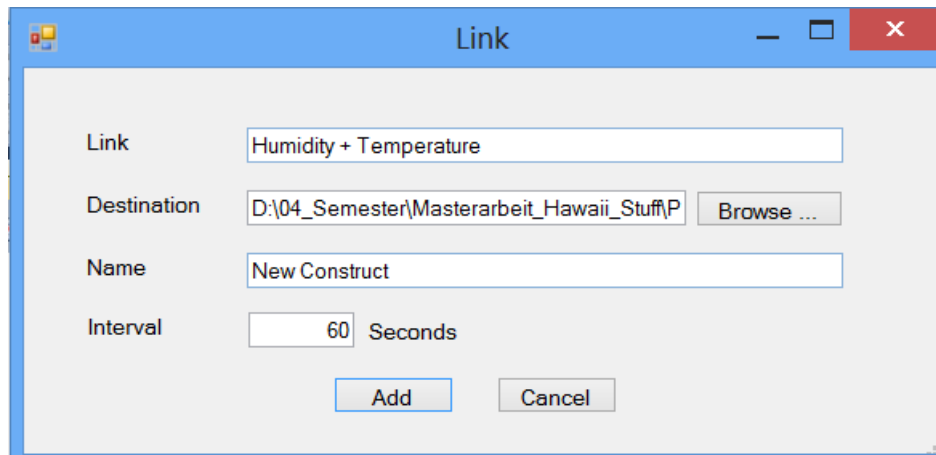 Link
Link Humidity + Temperature
Destination D:\04_Semester\Masterarbeit_Hawaii_Stuff\P Browse ...
Name New Construct
Interval 60 Seconds
Add Cancel